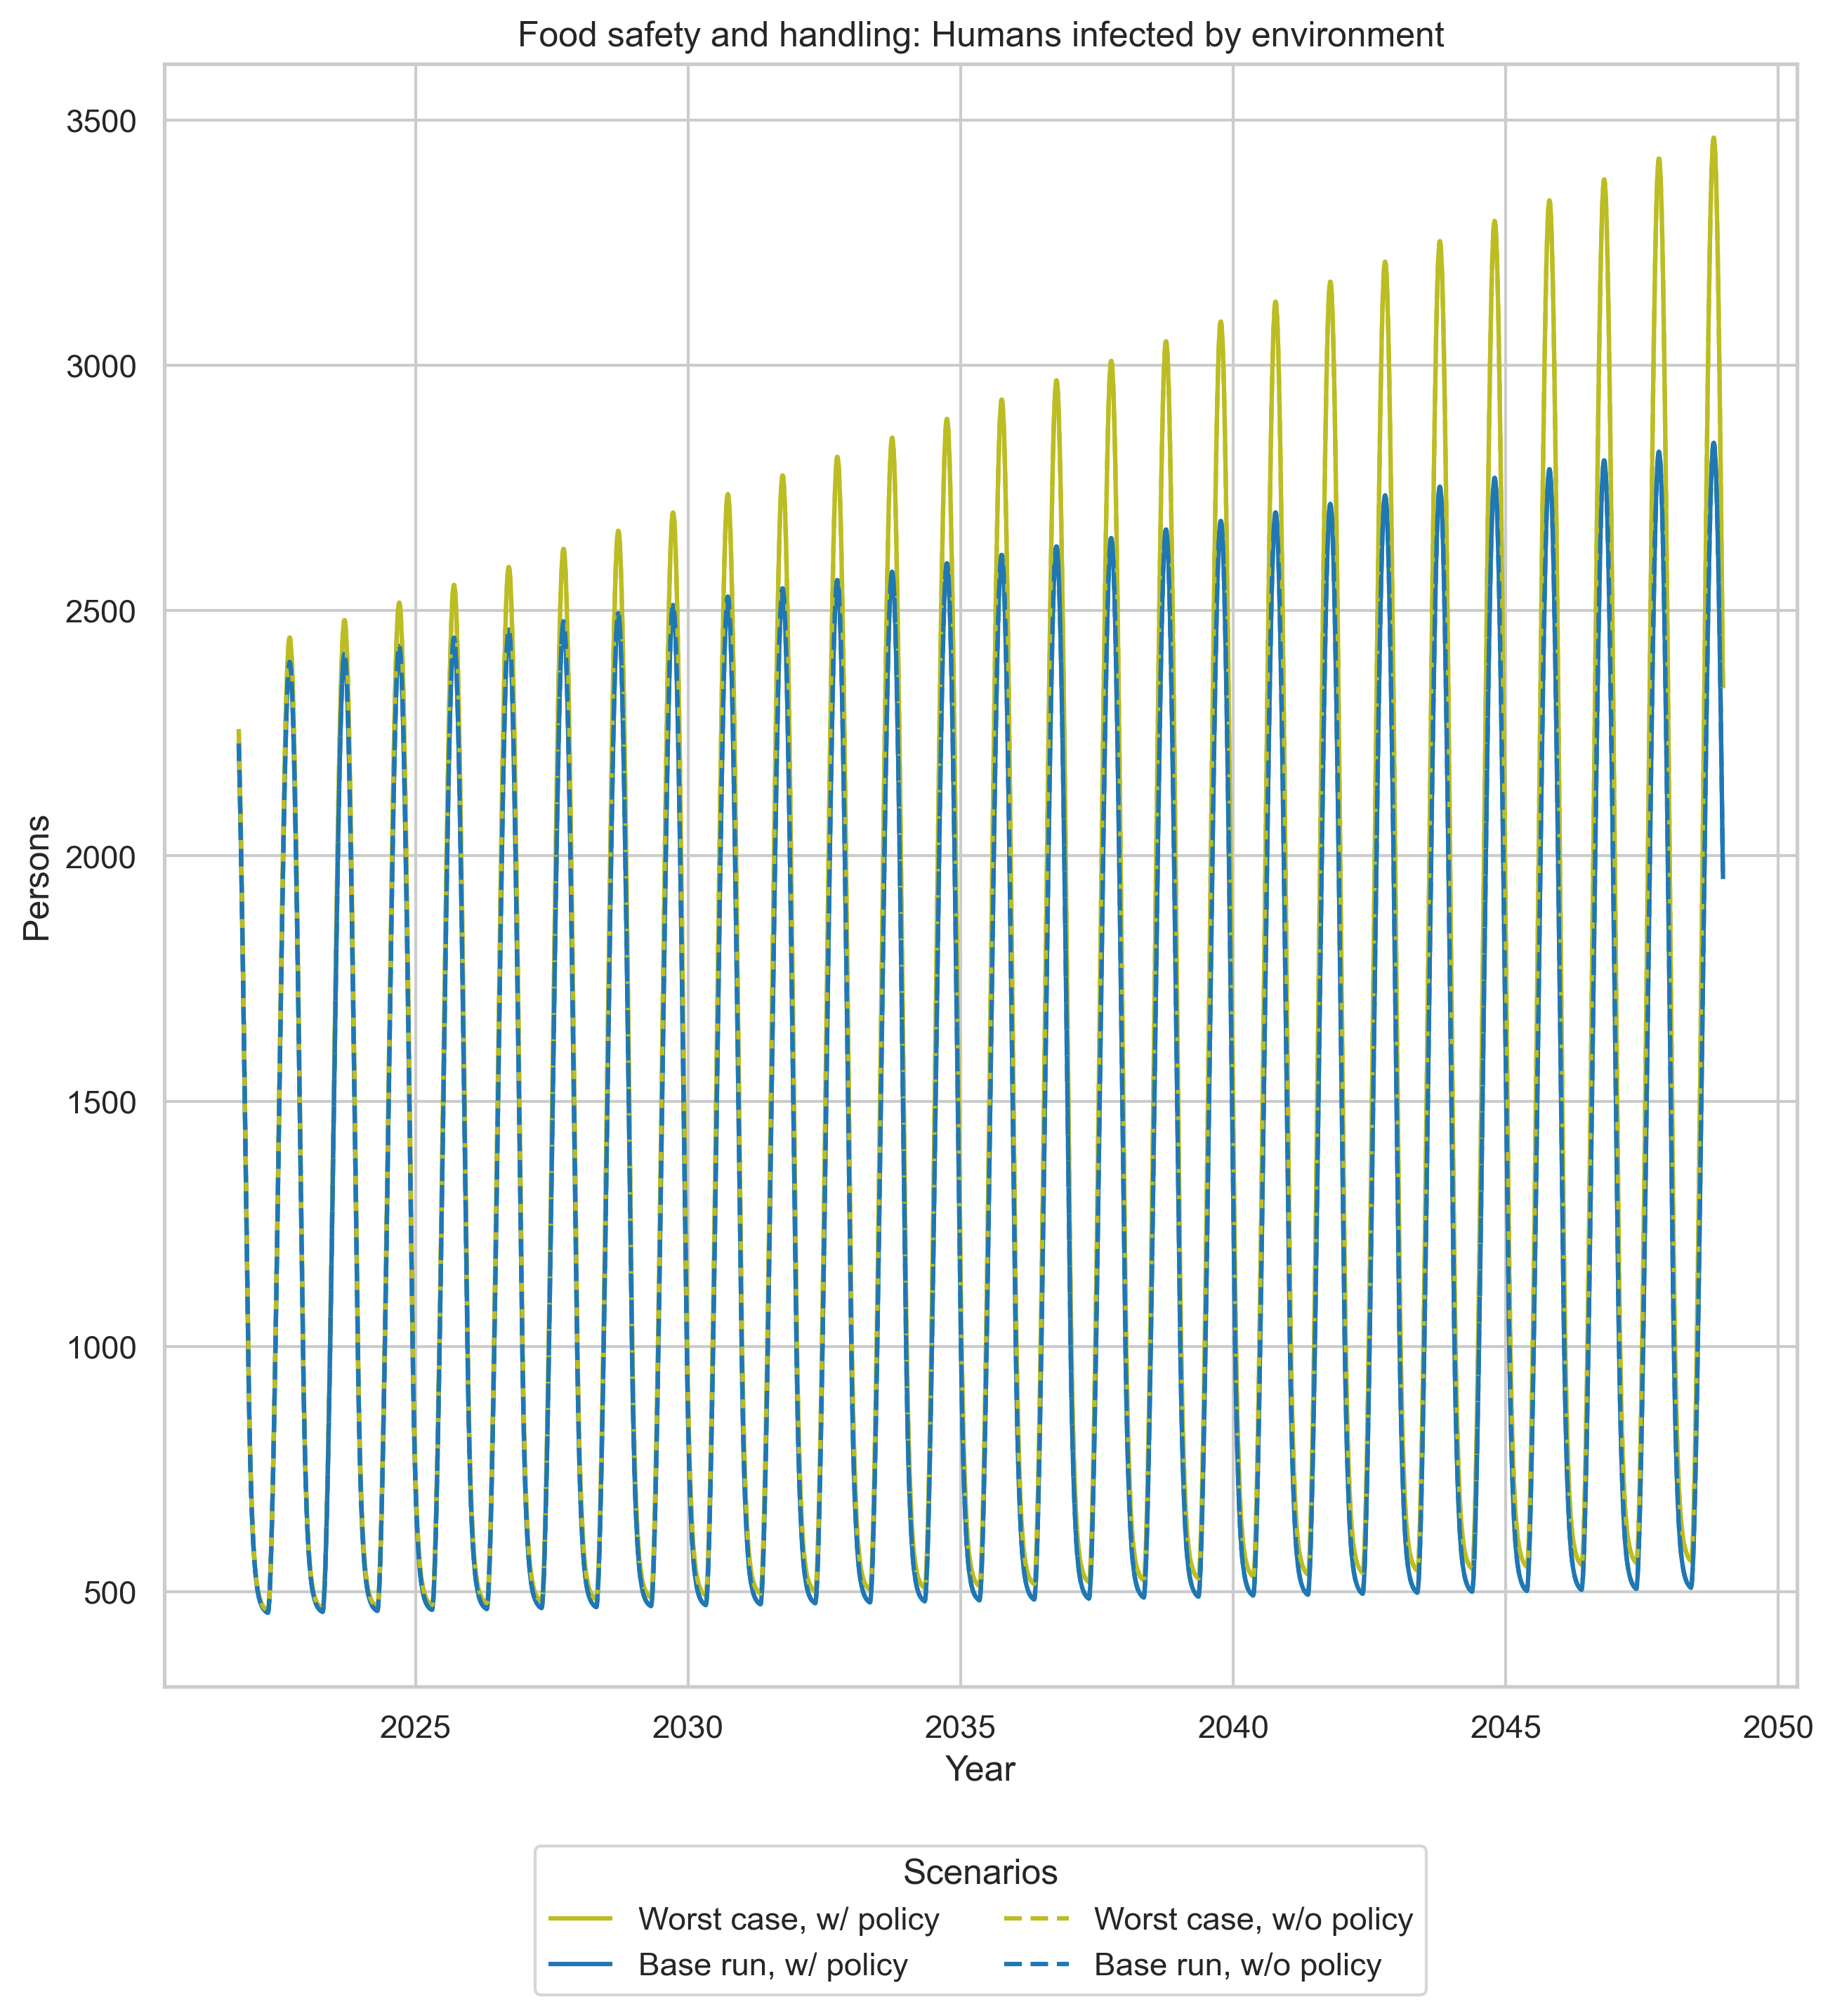 Food safety and handling: Humans infected by environment
3500
3000
2500
2000
1500
1000
500
Persons
2025 2030 2035 2040 2045 2050
Year
Scenarios
Worst case, w/ policy Worst case, w/o policy
Base run, w/ policy Base run, w/o policy